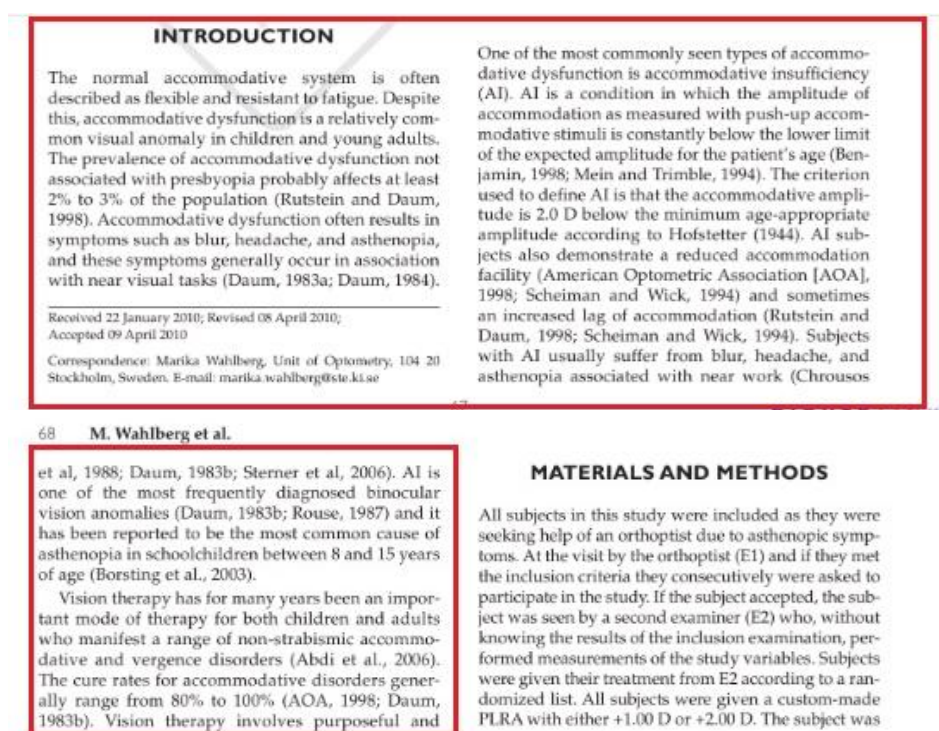 INTRODUCTION
The normal accommodative system is often
described as flexible and resistant to fatigue. Despite
this, accommodative dysfunction is a relatively com-
mon visual anomaly in children and young adults.
The prevalence of accommodative dysfunction not
associated with presbyopia probably affects at least
2% to 3% of the population (Rutstein and Daum,
1998). Accommodative dysfunction often results in
symptoms such as blur, headache, and asthenopia,
and these symptoms generally occur in association
with near visual tasks (Daum, 1983a; Daum, 1984).
Received 22 January 2010; Revised 08 April 2010;
Accepted 09 April 2010
Correspondence: Marika Wahlberg, Unit of Optometry, 104 20
Stockholm, Sweden. E-mail: marika.wahlberg@ste.ki.se
One of the most commonly seen types of accommo-
dative dysfunction is accommodative insufficiency
(AI). AI is a condition in which the amplitude of
accommodation as measured with push-up accom-
modative stimuli is constantly below the lower limit
of the expected amplitude for the patient's age (Ben-
jamin, 1998; Mein and Trimble, 1994). The criterion
used to define AI is that the accommodative ampli-
tude is 2.0 D below the minimum age-appropriate
amplitude according to Hofstetter (1944). AI sub-
jects also demonstrate a reduced accommodation
facility (American Optometric Association [AOA],
1998; Scheiman and Wick, 1994) and sometimes
an increased lag of accommodation (Rutstein and
Daum, 1998; Scheiman and Wick, 1994). Subjects
with AI usually suffer from blur, headache, and
asthenopia associated with near work (Chrousos
68 M. Wahlberg et al.
et al, 1988; Daum, 1983b; Sterner et al, 2006). AI is
one of the most frequently diagnosed binocular
vision anomalies (Daum, 1983b; Rouse, 1987) and it
has been reported to be the most common cause of
asthenopia in schoolchildren between 8 and 15 years
of age (Borsting et al., 2003).
Vision therapy has for many years been an impor-
tant mode of therapy for both children and adults
who manifest a range of non-strabismic accommo-
dative and vergence disorders (Abdi et al., 2006).
The cure rates for accommodative disorders gener-
ally range from 80% to 100% (AOA, 1998; Daum,
1983b). Vision therapy involves purposeful and
MATERIALS AND METHODS
All subjects in this study were included as they were
seeking help of an orthoptist due to asthenopic symp-
toms. At the visit by the orthoptist (E1) and if they met
the inclusion criteria they consecutively were asked to
participate in the study. If the subject accepted, the sub-
ject was seen by a second examiner (E2) who, without
knowing the results of the inclusion examination, per-
formed measurements of the study variables. Subjects
were given their treatment from E2 according to a ran-
domized list. All subjects were given a custom-made
PLRA with either +1.00 D or +2.00 D. The subject was